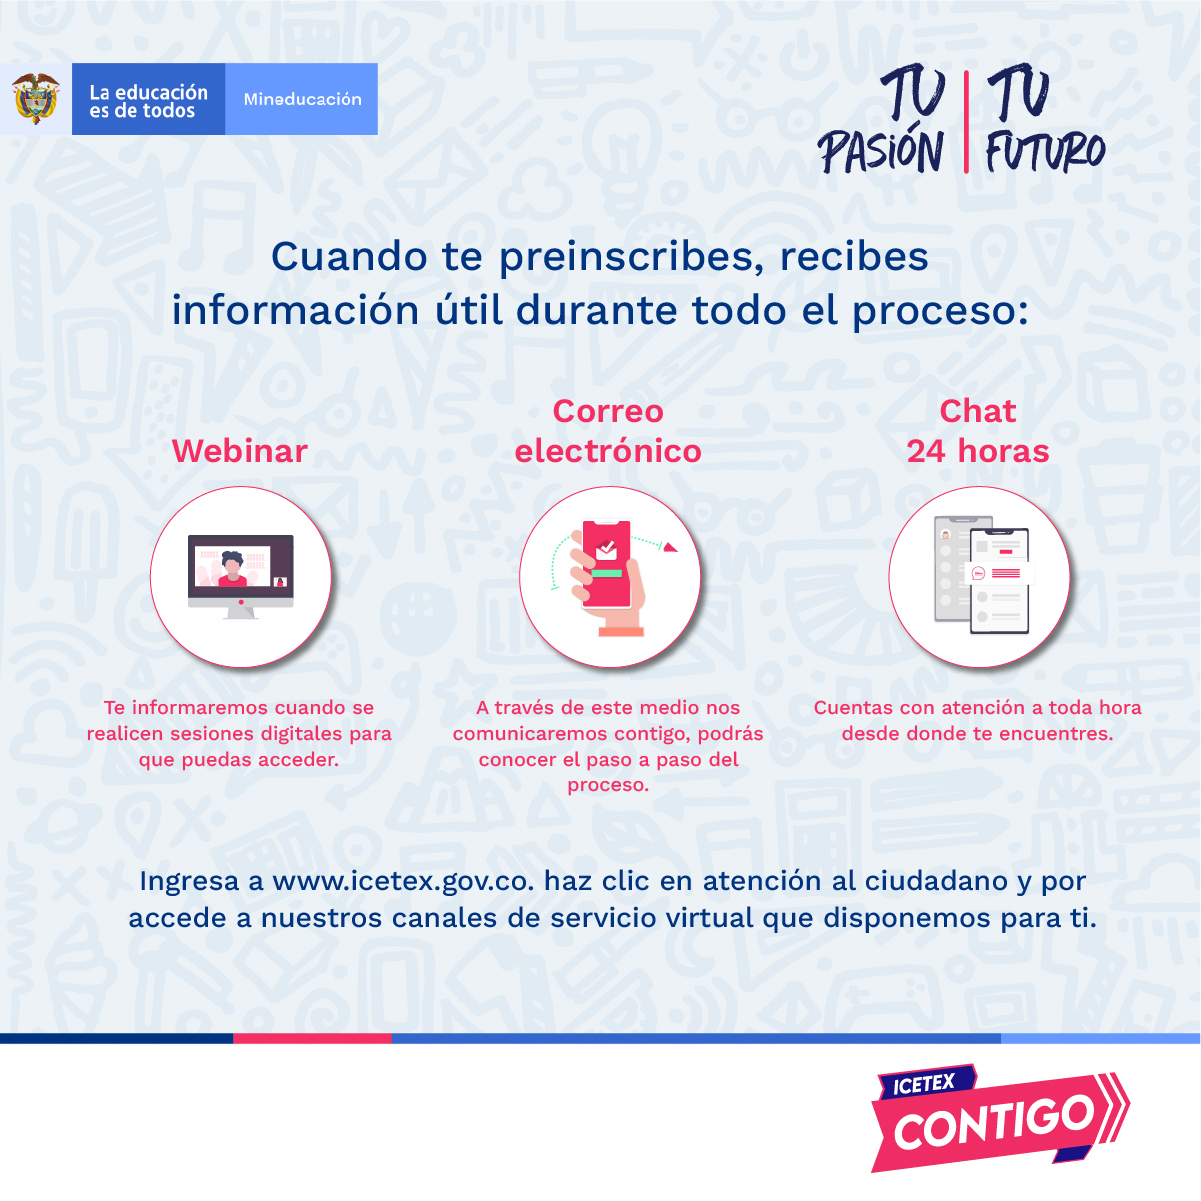 La educación
es de todos
Mineducación
TU
PASIÓN
TU
FUTURO
Cuando te preinscribes, recibes
información útil durante todo el proceso:
Webinar
Te informaremos cuando se
realicen sesiones digitales para
que puedas acceder.
Correo
electrónico
A través de este medio nos
comunicaremos contigo, podrás
conocer el paso a paso del
proceso.
Chat
24 horas
Cuentas con atención a toda hora
desde donde te encuentres.
Ingresa a www.icetex.gov.co. haz clic en atención al ciudadano y por
accede a nuestros canales de servicio virtual que disponemos para ti.
ICETEX
CONTIGO